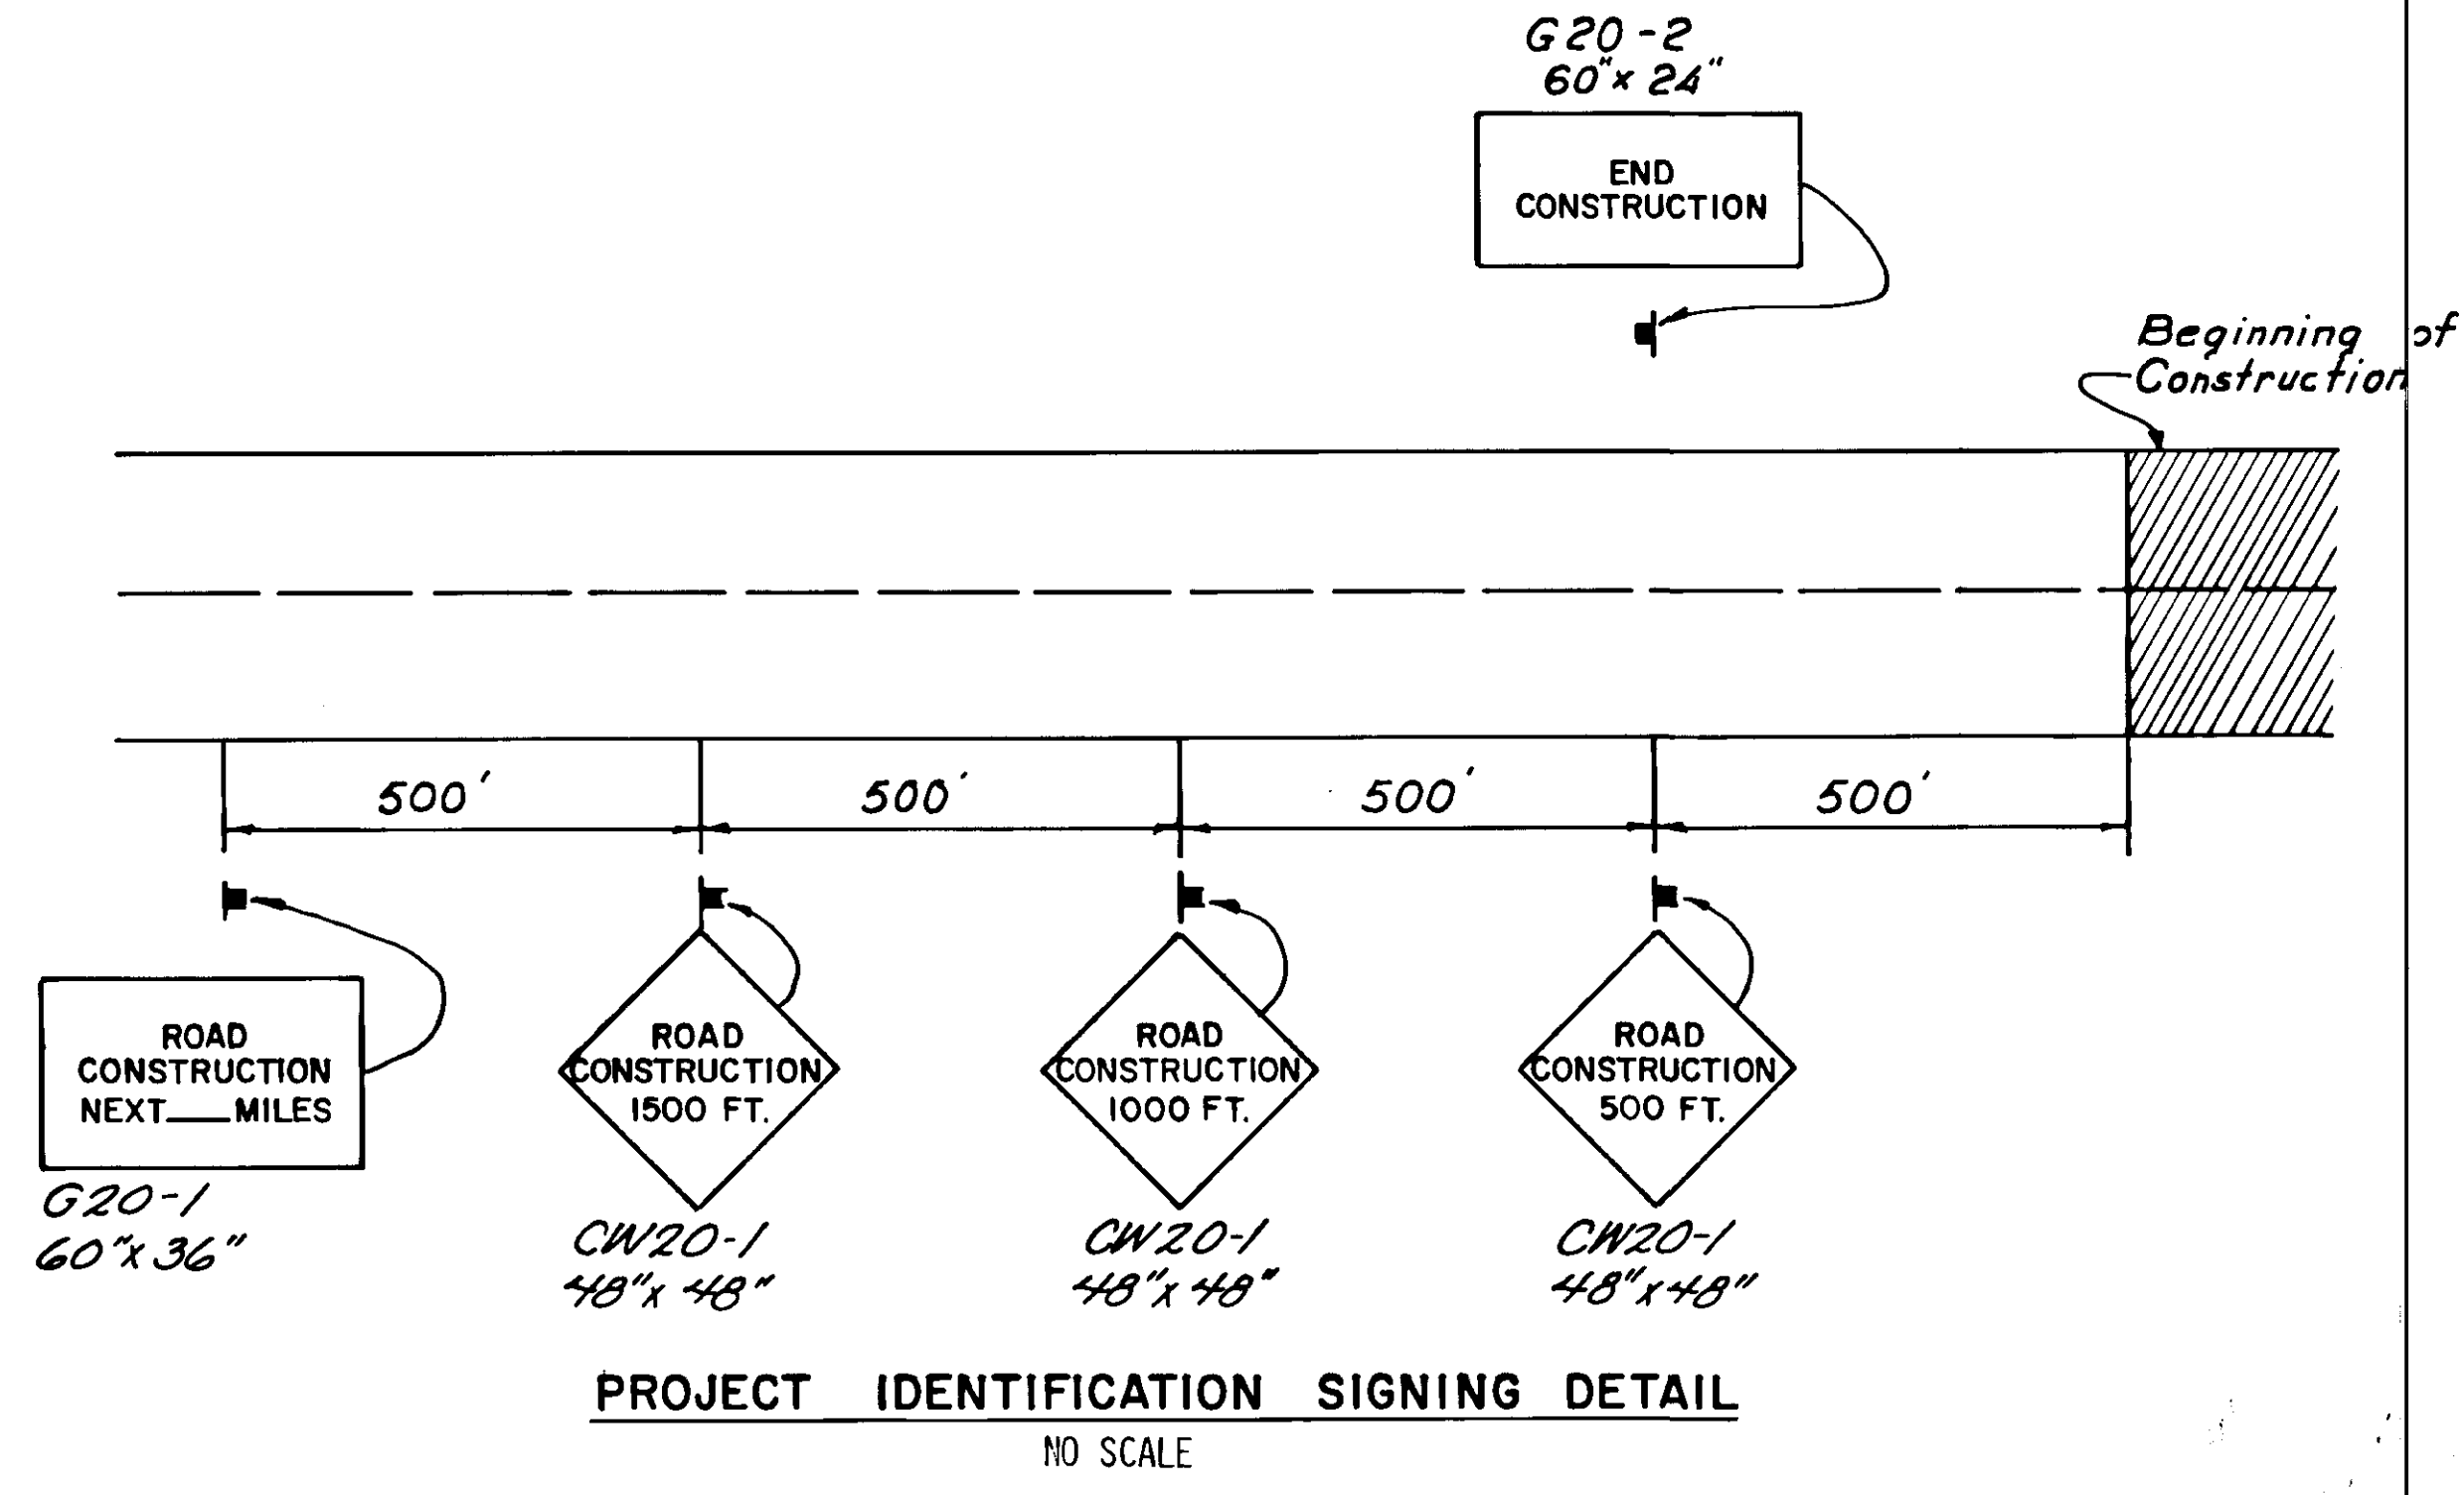 G20-2
60"x 24"
END
CONSTRUCTION
Beginning of
Construction
500'
500'
500'
500'
ROAD
CONSTRUCTION
NEXT____MILES
G20-1
60"x 36"
ROAD
CONSTRUCTION
1500 FT.
CW20-1
48"x 48"
ROAD
CONSTRUCTION
1000 FT.
CW20-1
48"x 48"
ROAD
CONSTRUCTION
500 FT.
CW20-1
48"x 48"
PROJECT IDENTIFICATION SIGNING DETAIL
NO SCALE